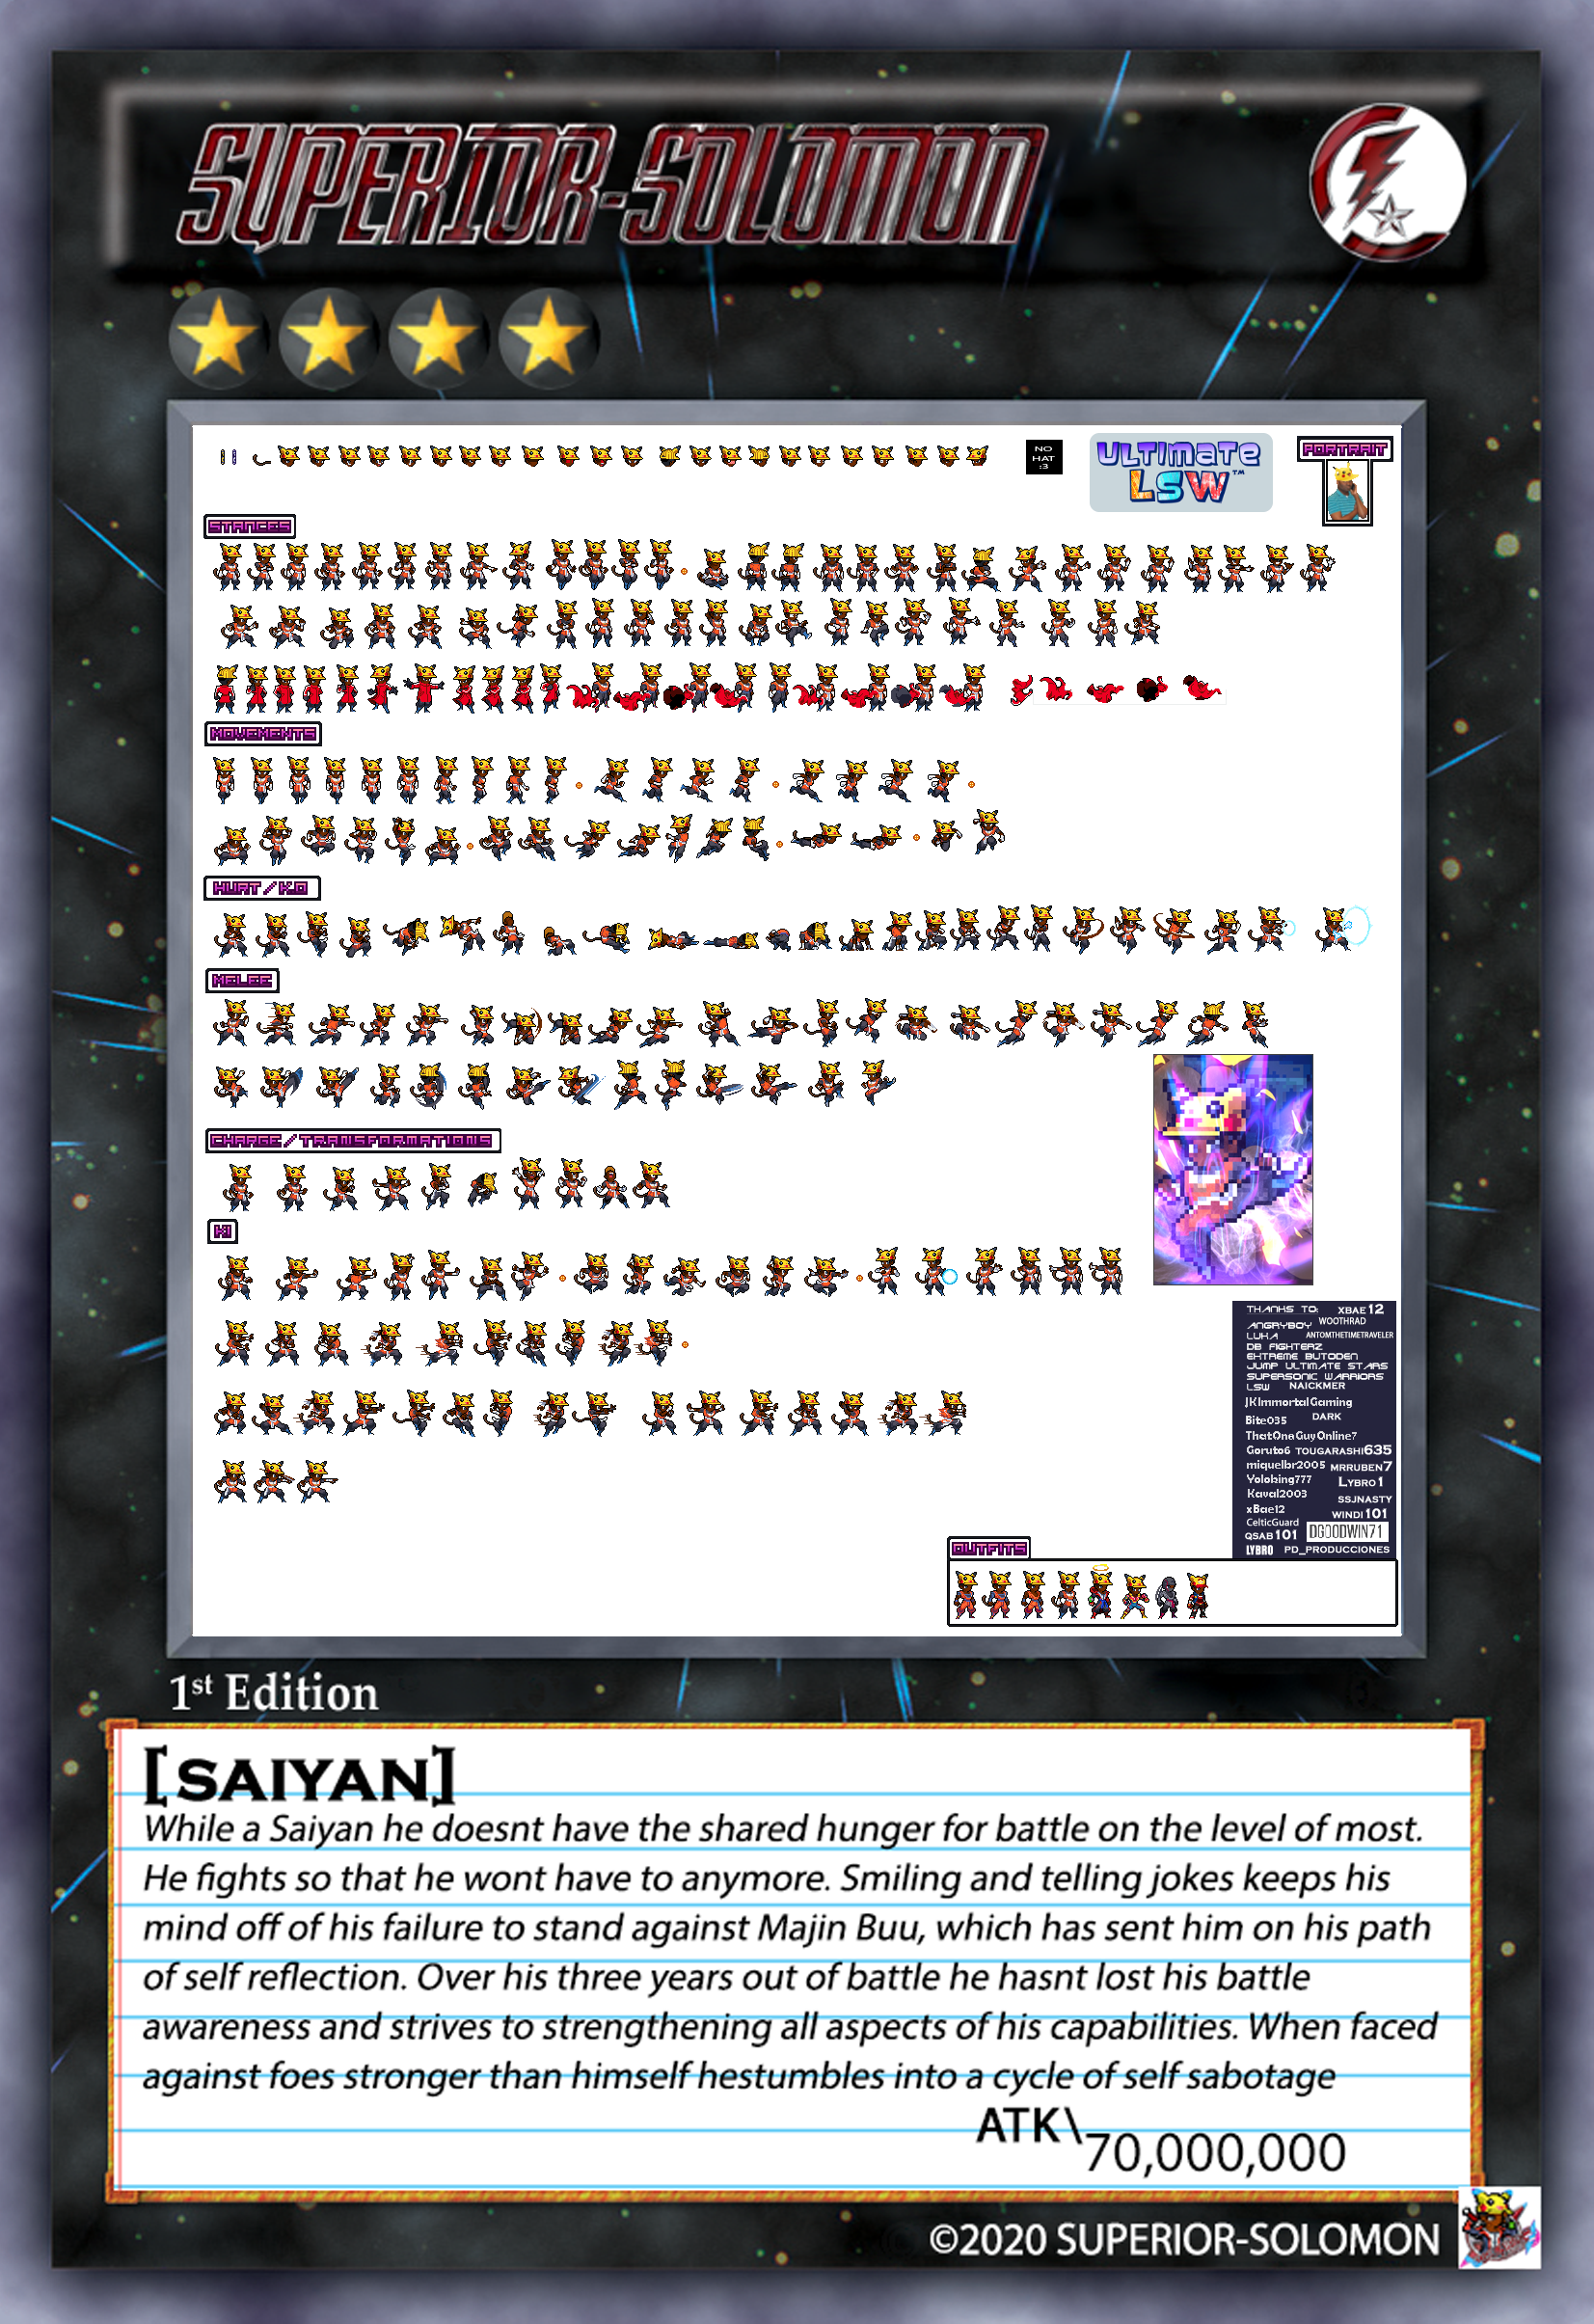 SUPERIOR-SOLOMON
NO
HAT
:3
ULTIMATE
LSW™
PORTRAIT
STANCES
MOVEMENTS
HURT/K.O
MELEE
CHARGE/TRANSFORMATIONS
KI
THANKS TO: XBAE12
ANGRYBOY WOOTHRAD
LUKA ANTOMTHETIMETRAVELER
DB FIGHTERZ
EXTREME BUTODEN
JUMP ULTIMATE STARS
SUPERSONIC WARRIORS
LSW NAICKMER
JKImmortalGaming
Bite035 DARK
ThatOnaGuyOnline7
Goruto6 TOUGARASHI635
miquelbr2005 MRRUBEN7
Yoloking777 LYBRO1
Kaval2003 SSJNASTY
xBae12 WINDI101
CelticGuard DGOODWIN71
QSAB101
LYBRO PD_PRODUCCIONES
OUTFITS
1st Edition
[SAIYAN]
While a Saiyan he doesnt have the shared hunger for battle on the level of most.
He fights so that he wont have to anymore. Smiling and telling jokes keeps his
mind off of his failure to stand against Majin Buu, which has sent him on his path
of self reflection. Over his three years out of battle he hasnt lost his battle
awareness and strives to strengthening all aspects of his capabilities. When faced
against foes stronger than himself hestumbles into a cycle of self sabotage
ATK\70,000,000
©2020 SUPERIOR-SOLOMON